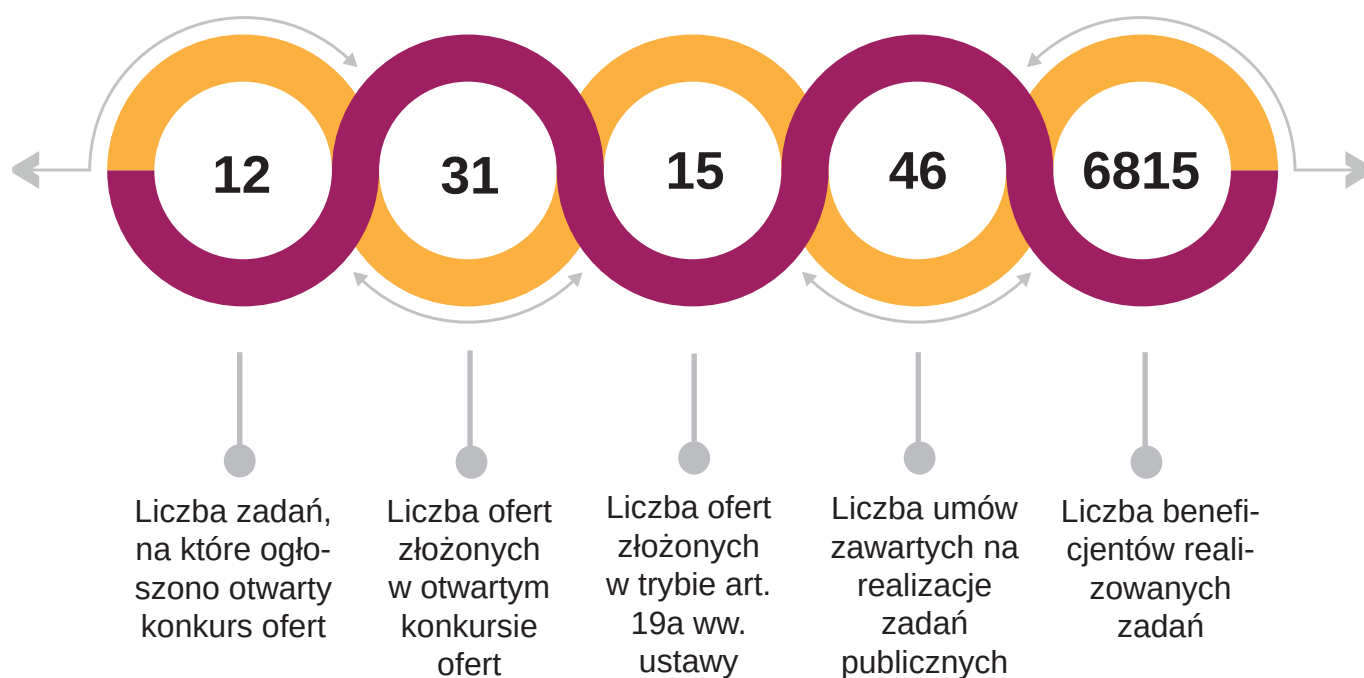 12
31
15
46
6815
Liczba zadań,
na które ogło-
szono otwarty
konkurs ofert
Liczba ofert
złożonych
w otwartym
konkursie
ofert
Liczba ofert
złożonych
w trybie art.
19a ww.
ustawy
Liczba umów
zawartych na
realizacje
zadań
publicznych
Liczba benefi-
cjentów reali-
zowanych
zadań